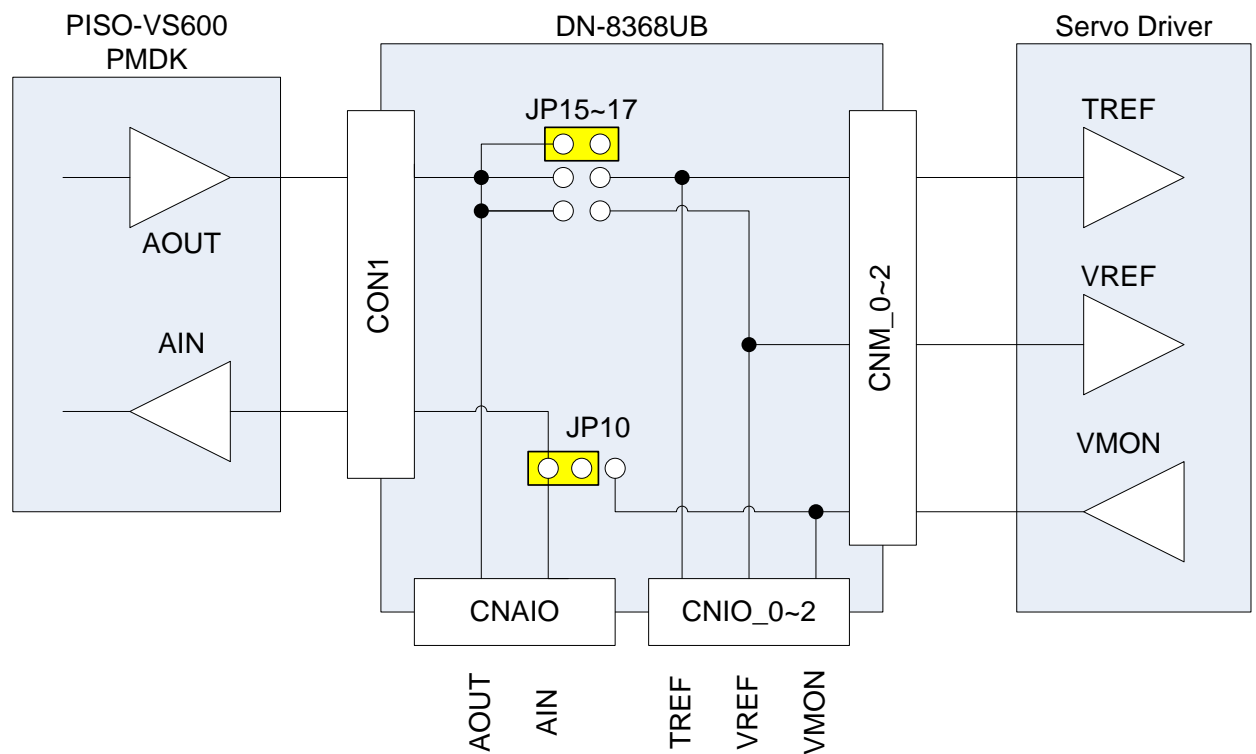 PISO-VS600
PMDK
DN-8368UB
Servo Driver
JP15~17
TREF
AOUT
CON1
VREF
AIN
CNM_0~2
JP10
VMON
CNAIO
CNIO_0~2
AOUT
AIN
TREF
VREF
VMON